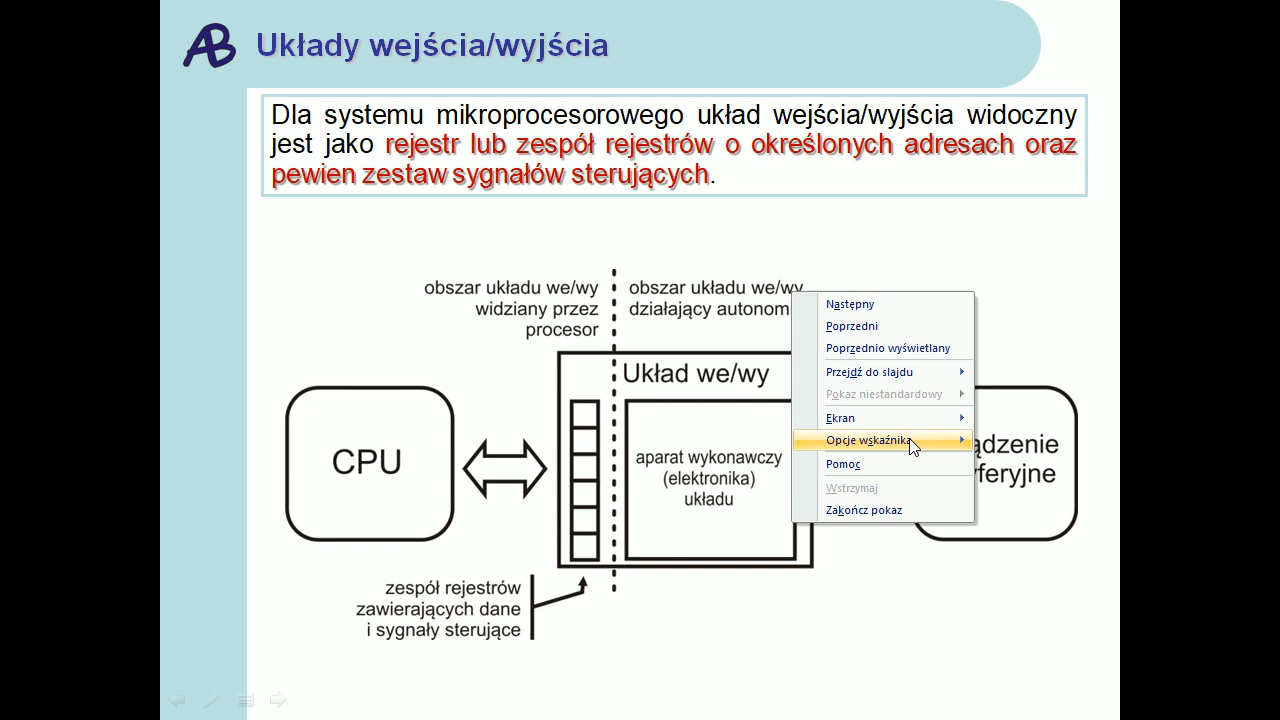 AB
Układy wejścia/wyjścia
Dla systemu mikroprocesorowego układ wejścia/wyjścia widoczny
jest jako rejestr lub zespół rejestrów o określonych adresach oraz
pewien zestaw sygnałów sterujących.
obszar układu we/wy
widziany przez
procesor
obszar układu we/wy
działający
Układ we/wy
CPU
aparat wykonawczy
(elektronika)
układu
zespół rejestrów
zawierających dane
i sygnały sterujące
Następny
Poprzedni
Poprzednio wyświetlany
Przejdź do slajdu
Pokaz niestandardowy
Ekran
Opcje wskaźnika
Pomoc
Wstrzymaj
Zakończ pokaz